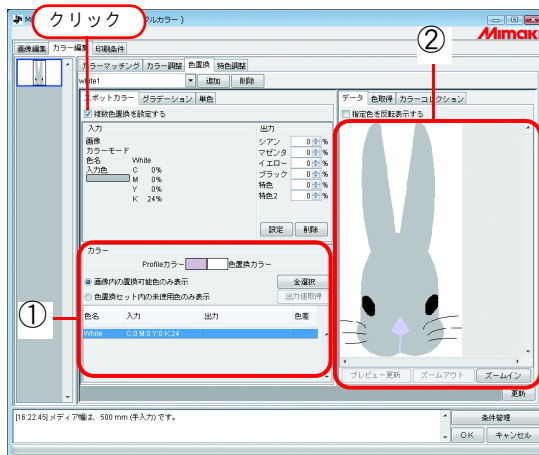 クリック
ルカラー )
Mimaki
②
画像編集 カラー編集 印刷条件
カラーマッチング カラー調整 色置換 特色調整
white1 追加 削除
スポットカラー グラデーション 単色
複数色置換を設定する
データ 色取得 カラーコレクション
指定色を反転表示する
入力 出力
画像 シアン 0 %
カラーモード マゼンタ 0 %
色名 White イエロー 0 %
入力色 C 0% ブラック 0 %
M 0% 特色 0 %
Y 0% 特色2 0 %
K 24%
設定 削除
カラー
Profileカラー 色置換カラー
画像内の置換可能色のみ表示 全選択
色置換セット内の未使用色のみ表示 出力値取得
①
色名 入力 出力 色差
White C:0 M:0 Y:0 K:24
プレビュー更新 ズームアウト ズームイン
更新
[16:22:45] メディア幅は、500 mm (手入力) です。
条件管理
OK キャンセル